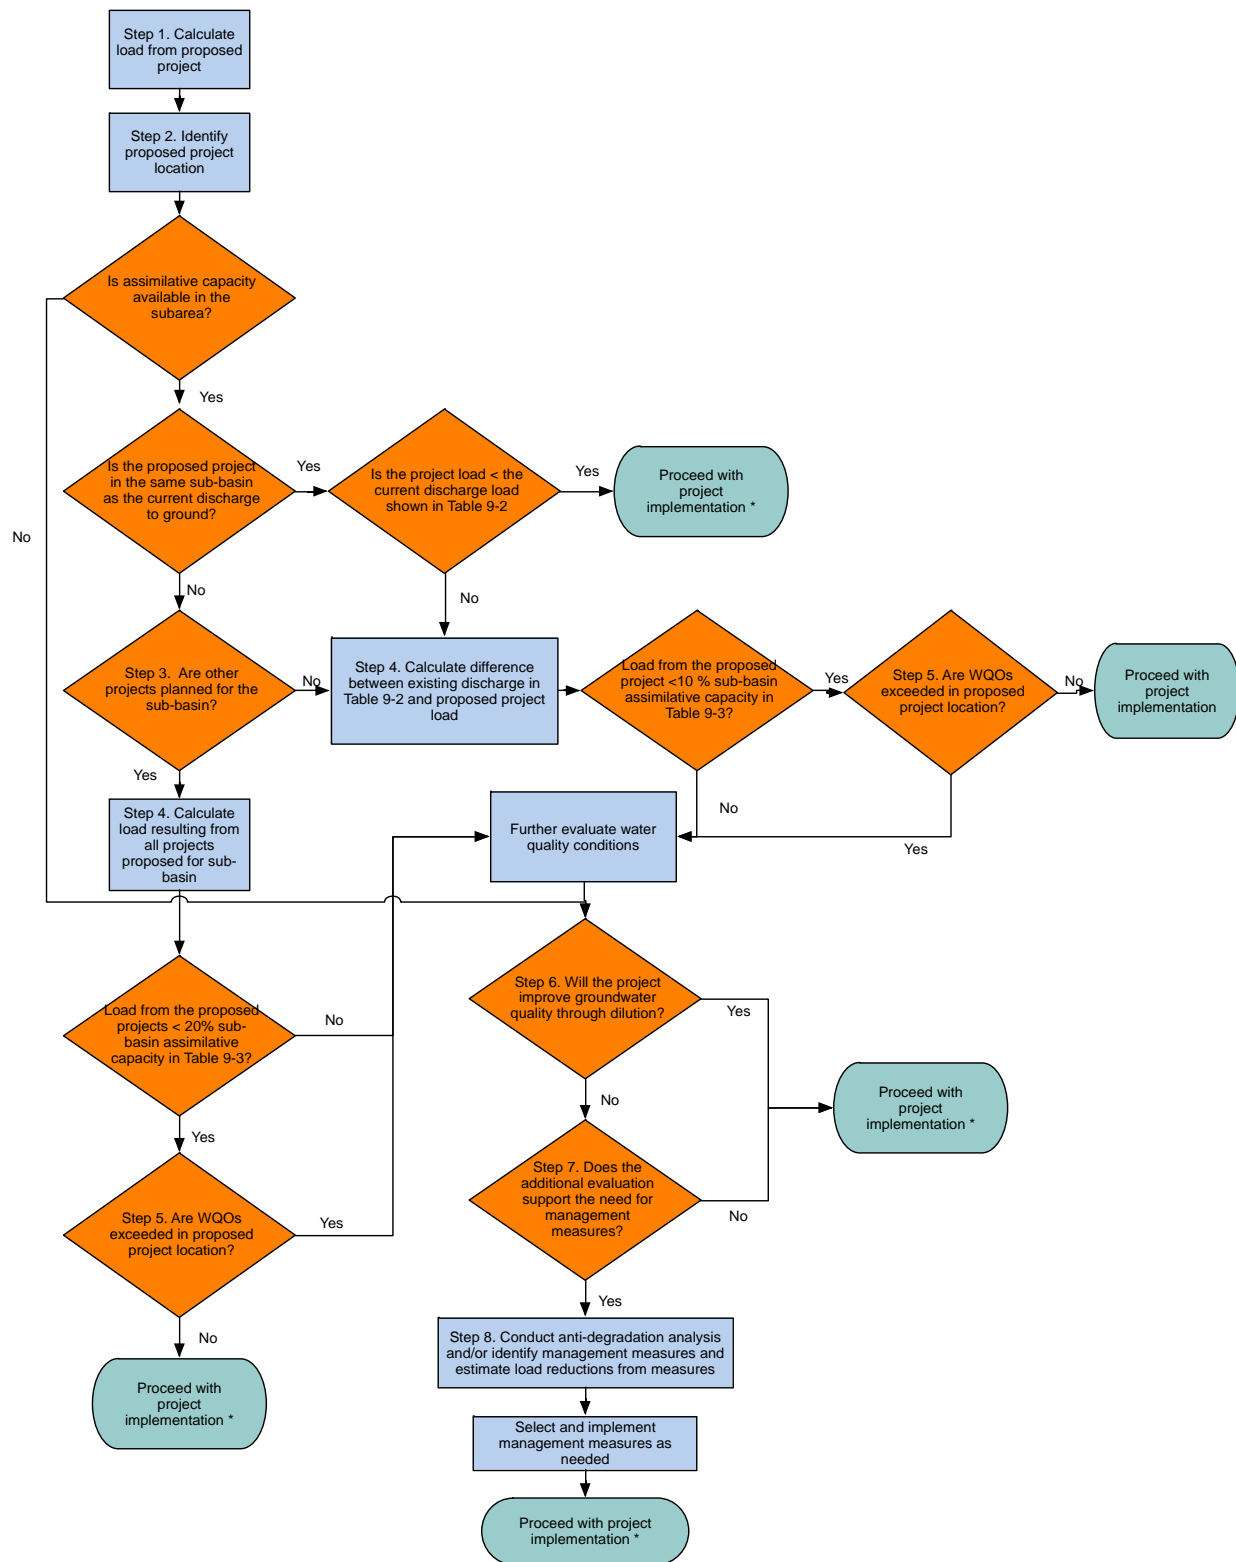 Step 1. Calculate
load from proposed
project
Step 2. Identify
proposed project
location
Is assimilative capacity
available in the
subarea?
Yes
No
Is the proposed project
in the same sub-basin
as the current discharge
to ground?
Yes
Is the project load < the
current discharge load
shown in Table 9-2
Yes
Proceed with
project
implementation *
No
No
Step 3.  Are other
projects planned for the
sub-basin?
No
Step 4. Calculate difference
between existing discharge in
Table 9-2 and proposed project
load
Load from the proposed
project <10 % sub-basin
assimilative capacity in
Table 9-3?
Yes
Step 5. Are WQOs
exceeded in proposed
project location?
No
Proceed with
project
implementation
Yes
No
Yes
Step 4. Calculate
load resulting from
all projects
proposed for sub-
basin
Further evaluate water
quality conditions
Load from the proposed
projects < 20% sub-
basin assimilative
capacity in Table 9-3?
No
Yes
Step 6. Will the project
improve groundwater
quality through dilution?
Yes
No
Proceed with
project
implementation *
Step 5. Are WQOs
exceeded in proposed
project location?
Yes
No
Step 7. Does the
additional evaluation
support the need for
management
measures?
No
Yes
Proceed with
project
implementation *
Step 8. Conduct anti-degradation analysis
and/or identify management measures and
estimate load reductions from measures
Select and implement
management measures as
needed
Proceed with project
implementation *